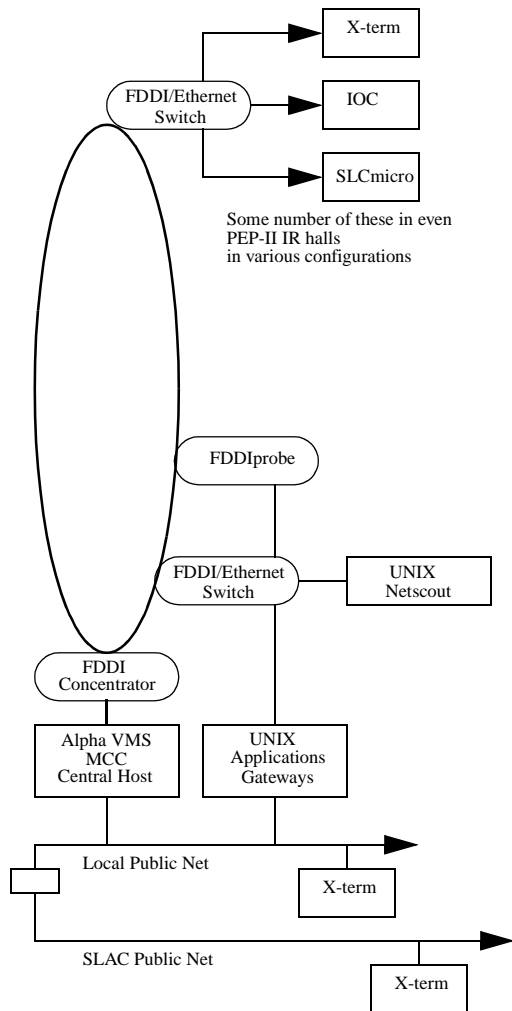 X-term
FDDI/Ethernet
Switch
IOC
SLCmicro
Some number of these in even
PEP-II IR halls
in various configurations
FDDIprobe
FDDI/Ethernet
Switch
UNIX
Netscout
FDDI
Concentrator
Alpha VMS
MCC
Central Host
UNIX
Applications
Gateways
Local Public Net
X-term
SLAC Public Net
X-term